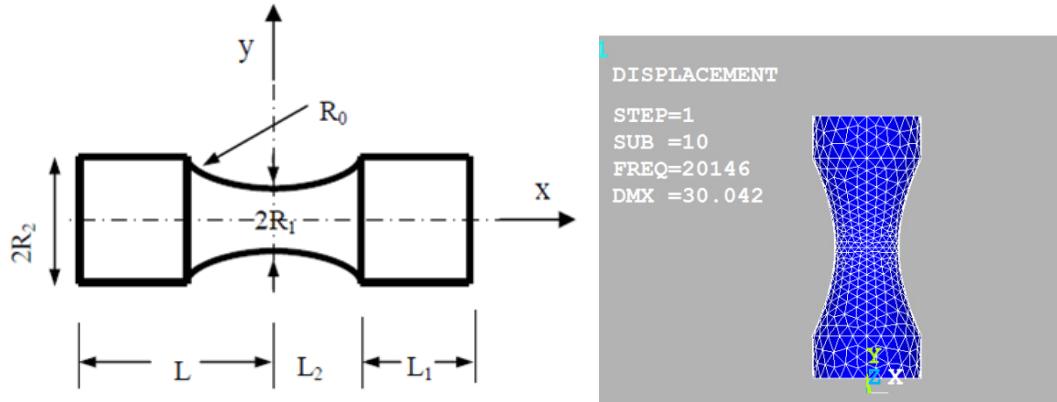 y
R₀
x
2R₁
2R₂
L
L₂
L₁
1
DISPLACEMENT
STEP=1
SUB =10
FREQ=20146
DMX =30.042
Y
Z X